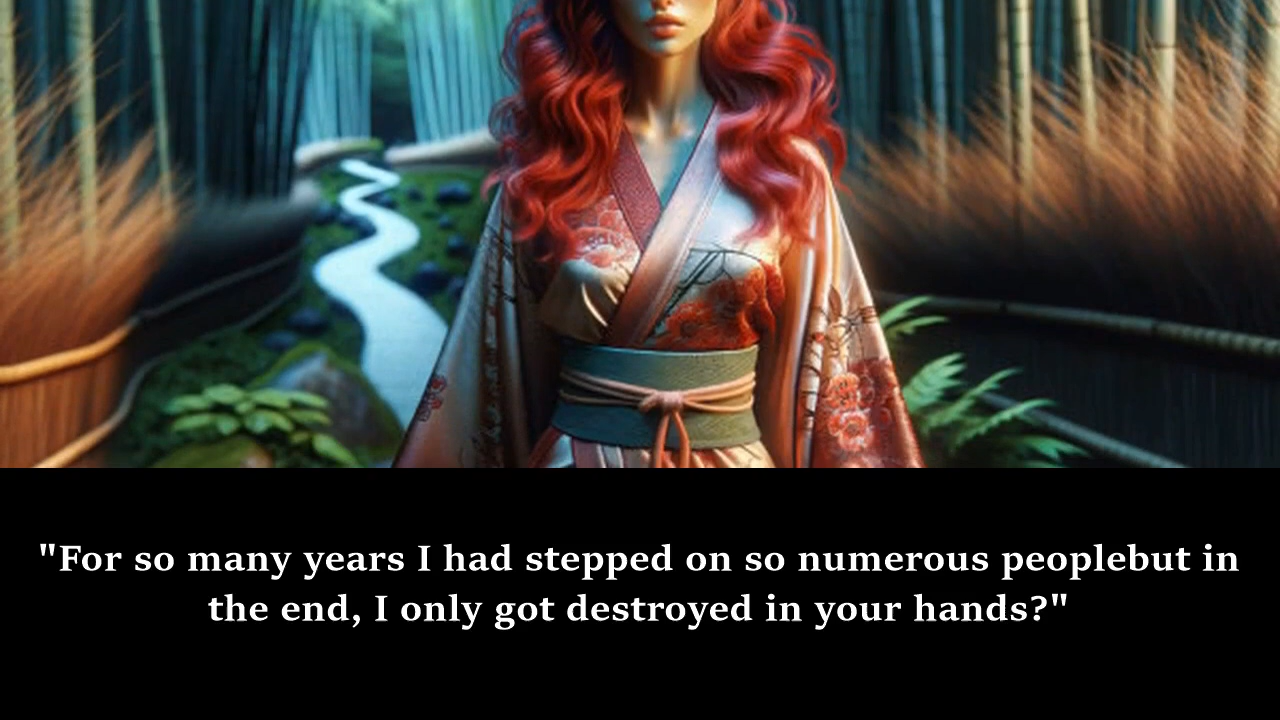 "For so many years I had stepped on so numerous peoplebut in
the end, I only got destroyed in your hands?"